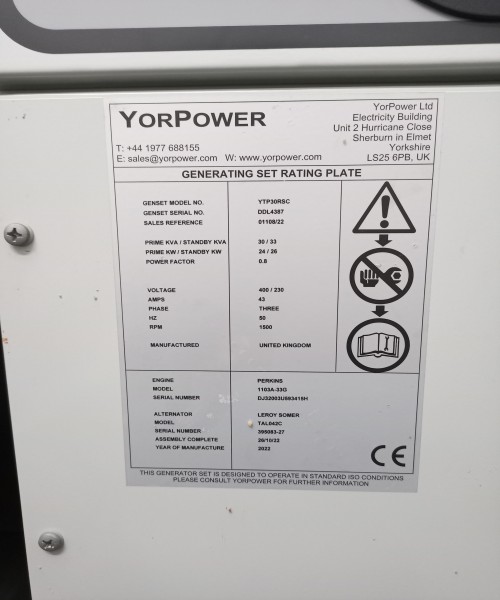 YORPOWER
T: +44 1977 688155
E: sales@yorpower.com W: www.yorpower.com
YorPower Ltd
Electricity Building
Unit 2 Hurricane Close
Sherburn in Elmet
Yorkshire
LS25 6PB, UK
GENERATING SET RATING PLATE
GENSET MODEL NO. YTP30RSC
GENSET SERIAL NO. DDL4387
SALES REFERENCE 01108/22
PRIME KVA / STANDBY KVA 30 / 33
PRIME KW / STANDBY KW 24 / 26
POWER FACTOR 0.8
VOLTAGE 400 / 230
AMPS 43
PHASE THREE
HZ 50
RPM 1500
MANUFACTURED UNITED KINGDOM
ENGINE PERKINS
MODEL 1103A-33G
SERIAL NUMBER
ALTERNATOR LEROY SOMER
MODEL TAL042C
SERIAL NUMBER 395083-27
ASSEMBLY COMPLETE 26/10/22
YEAR OF MANUFACTURE 2022
CE
THIS GENERATOR SET IS DESIGNED TO OPERATE IN STANDARD ISO CONDITIONS
PLEASE CONSULT YORPOWER FOR FURTHER INFORMATION